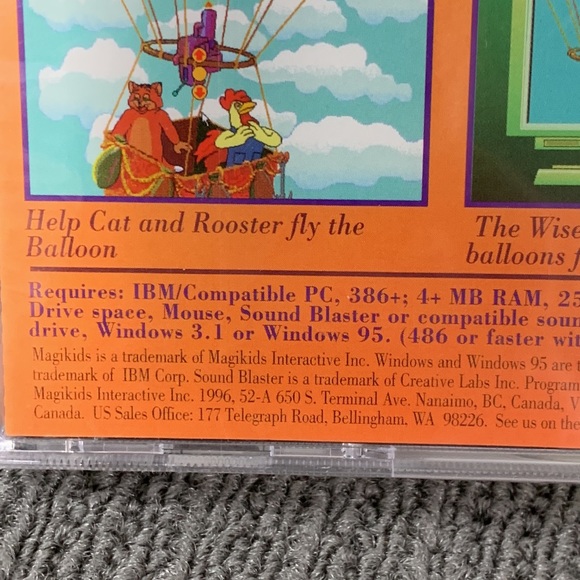 Help Cat and Rooster fly the
Balloon
The Wise
balloons f
Requires: IBM/Compatible PC, 386+; 4+ MB RAM, 25
Drive space, Mouse, Sound Blaster or compatible soun
drive, Windows 3.1 or Windows 95. (486 or faster wit
Magikids is a trademark of Magikids Interactive Inc. Windows and Windows 95 are t
trademark of IBM Corp. Sound Blaster is a trademark of Creative Labs Inc. Program
Magikids Interactive Inc. 1996, 52-A 650 S. Terminal Ave. Nanaimo, BC, Canada, V
Canada. US Sales Office: 177 Telegraph Road, Bellingham, WA 98226. See us on the